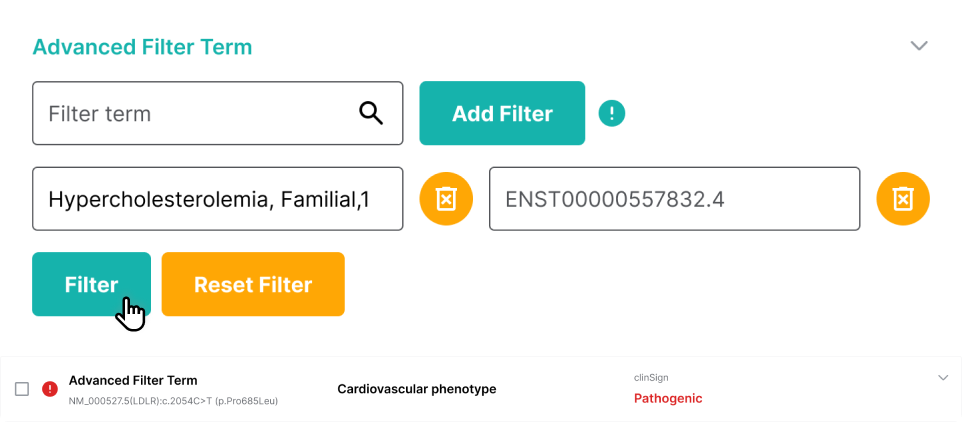 Advanced Filter Term
Filter term
Add Filter
!
Hypercholesterolemia, Familial,1
ENST00000557832.4
Filter
Reset Filter
!
Advanced Filter Term
NM_000527.5(LDLR):c.2054C>T (p.Pro685Leu)
Cardiovascular phenotype
clinSign
Pathogenic